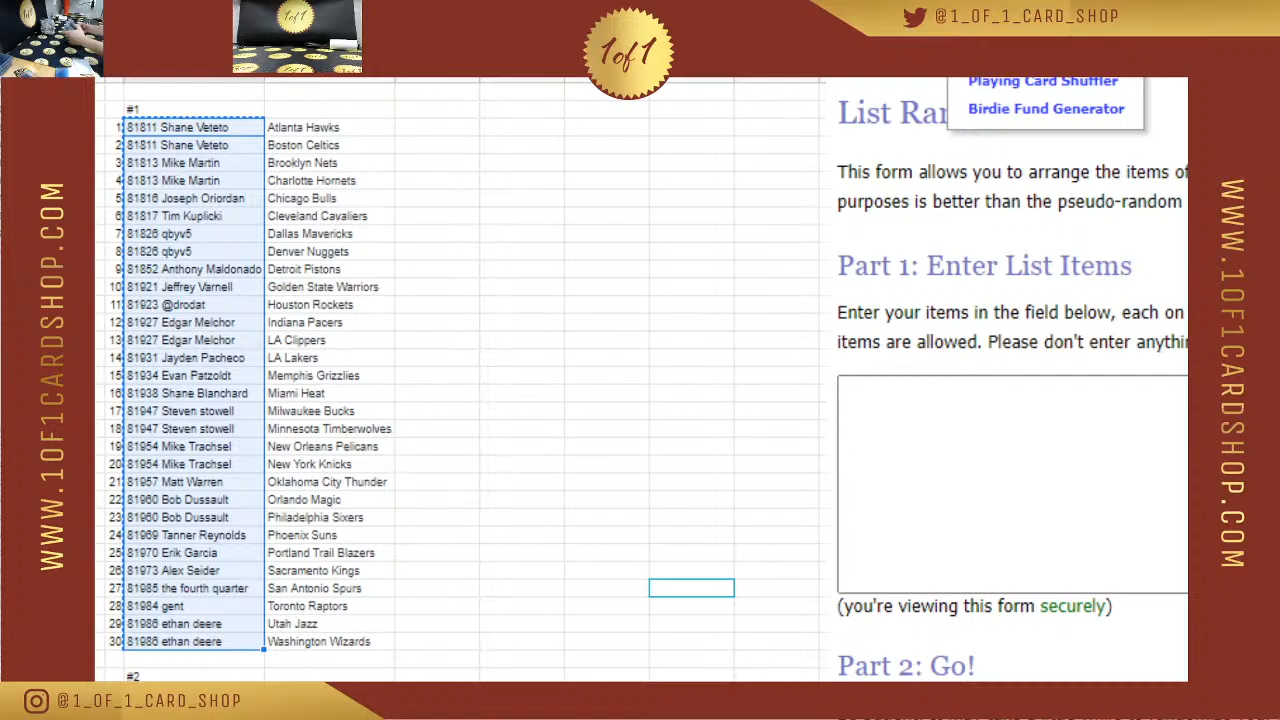 1of1
@1_OF_1_CARD_SHOP
WWW.1OF1CARDSHOP.COM
#1
1 81811 Shane Veteto Atlanta Hawks
2 81811 Shane Veteto Boston Celtics
3 81813 Mike Martin Brooklyn Nets
4 81813 Mike Martin Charlotte Hornets
5 81816 Joseph Oriordan Chicago Bulls
6 81817 Tim Kuplicki Cleveland Cavaliers
7 81826 qbyv5 Dallas Mavericks
8 81826 qbyv5 Denver Nuggets
9 81852 Anthony Maldonado Detroit Pistons
10 81921 Jeffrey Varnell Golden State Warriors
11 81923 @drodat Houston Rockets
12 81927 Edgar Melchor Indiana Pacers
13 81927 Edgar Melchor LA Clippers
14 81931 Jayden Pacheco LA Lakers
15 81934 Evan Patzoldt Memphis Grizzlies
16 81938 Shane Blanchard Miami Heat
17 81947 Steven stowell Milwaukee Bucks
18 81947 Steven stowell Minnesota Timberwolves
19 81954 Mike Trachsel New Orleans Pelicans
20 81954 Mike Trachsel New York Knicks
21 81957 Matt Warren Oklahoma City Thunder
22 81960 Bob Dussault Orlando Magic
23 81960 Bob Dussault Philadelphia Sixers
24 81969 Tanner Reynolds Phoenix Suns
25 81970 Erik Garcia Portland Trail Blazers
26 81973 Alex Seider Sacramento Kings
27 81985 the fourth quarter San Antonio Spurs
28 81984 gent Toronto Raptors
29 81986 ethan deere Utah Jazz
30 81986 ethan deere Washington Wizards
#2
Playing Card Shuffler
Birdie Fund Generator
List Ran
This form allows you to arrange the items of
purposes is better than the pseudo-random
Part 1: Enter List Items
Enter your items in the field below, each on
items are allowed. Please don't enter anythin
(you're viewing this form securely)
Part 2: Go!
WWW.1OF1CARDSHOP.COM
@1_OF_1_CARD_SHOP